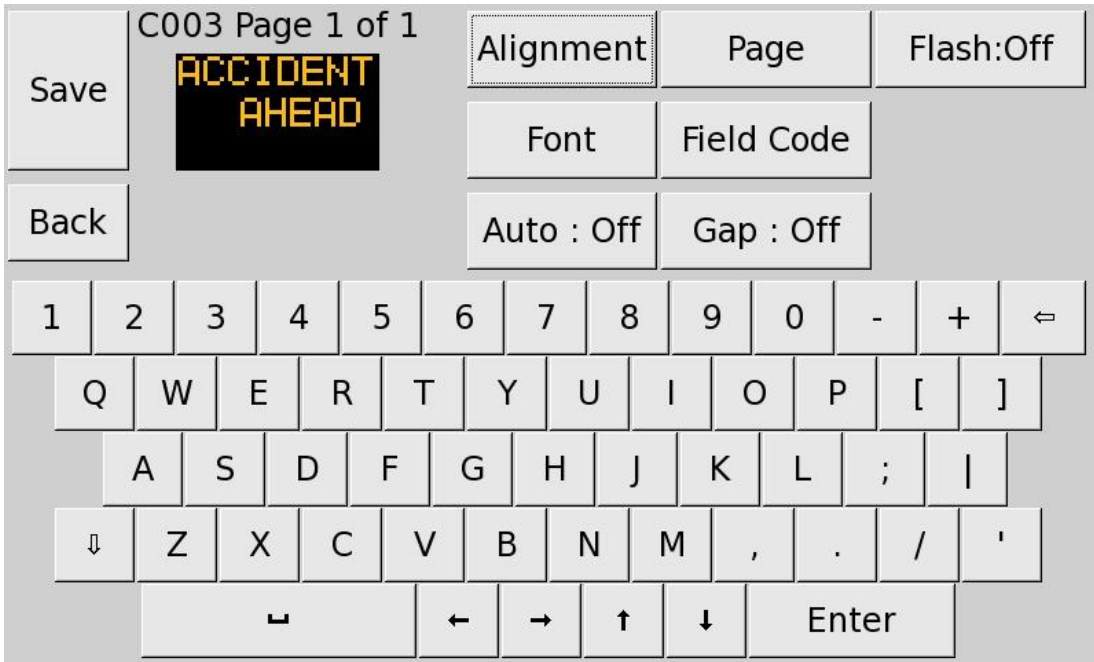 C003 Page 1 of 1
ACCIDENT
AHEAD
Save
Back
Alignment Page Flash:Off
Font Field Code
Auto : Off Gap : Off
1 2 3 4 5 6 7 8 9 0 - + ⇦
Q W E R T Y U I O P [ ]
A S D F G H J K L ; |
⇩ Z X C V B N M , . / '
␣ ← → ↑ ↓ Enter